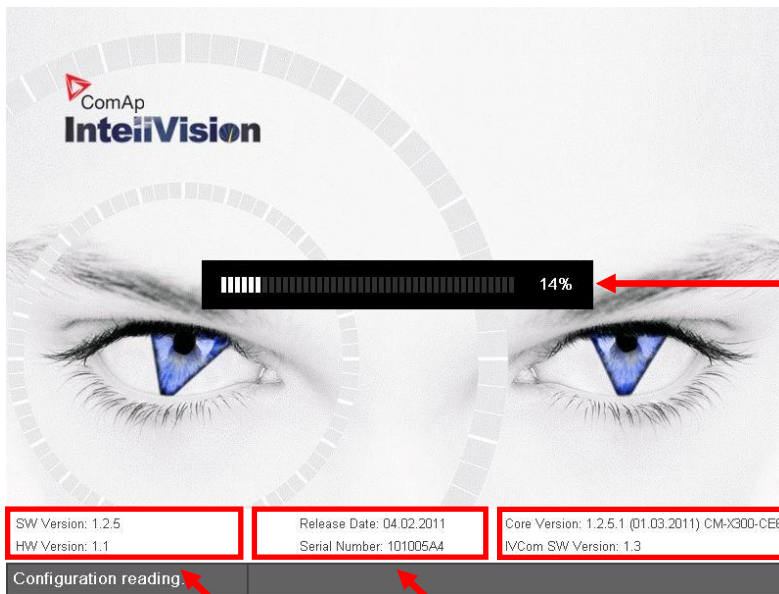 ComAp
InteliVision
14%
SW Version: 1.2.5
HW Version: 1.1
Release Date: 04.02.2011
Serial Number: 101005A4
Core Version: 1.2.5.1 (01.03.2011) CM-X300-CE6
IVCom SW Version: 1.3
Configuration reading.